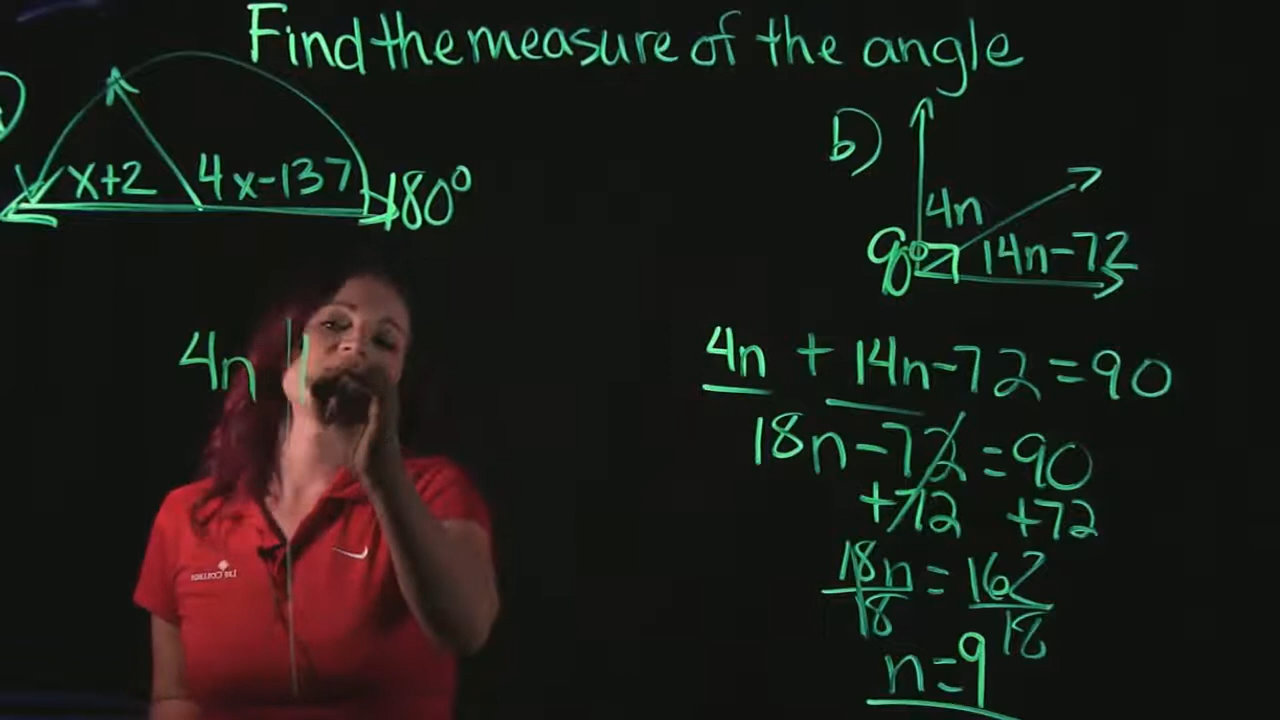 Find the measure of the angle
x+2 4x-137 180°
b)
4n
90° 14n-72
4n + 14n-72=90
18n-72=90
+72 +72
18n=162
18 18
n=9
4n | 1